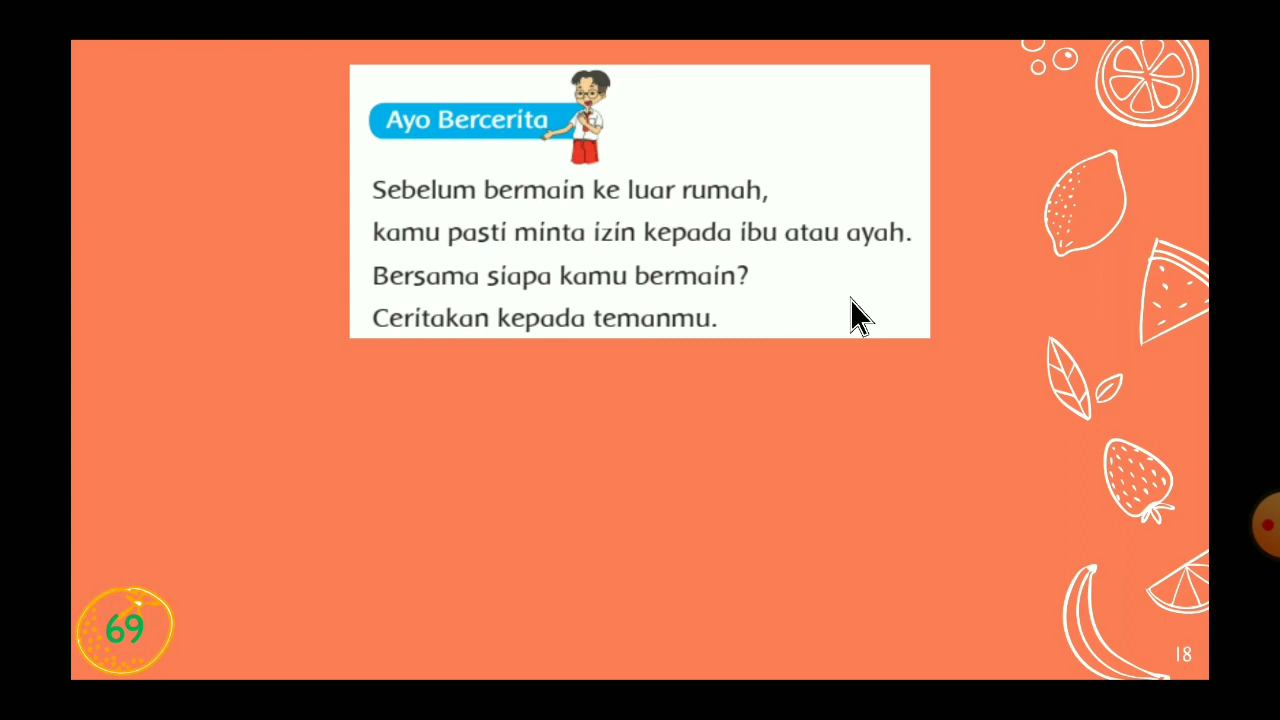 Ayo Bercerita
Sebelum bermain ke luar rumah,
kamu pasti minta izin kepada ibu atau ayah.
Bersama siapa kamu bermain?
Ceritakan kepada temanmu.
69
18